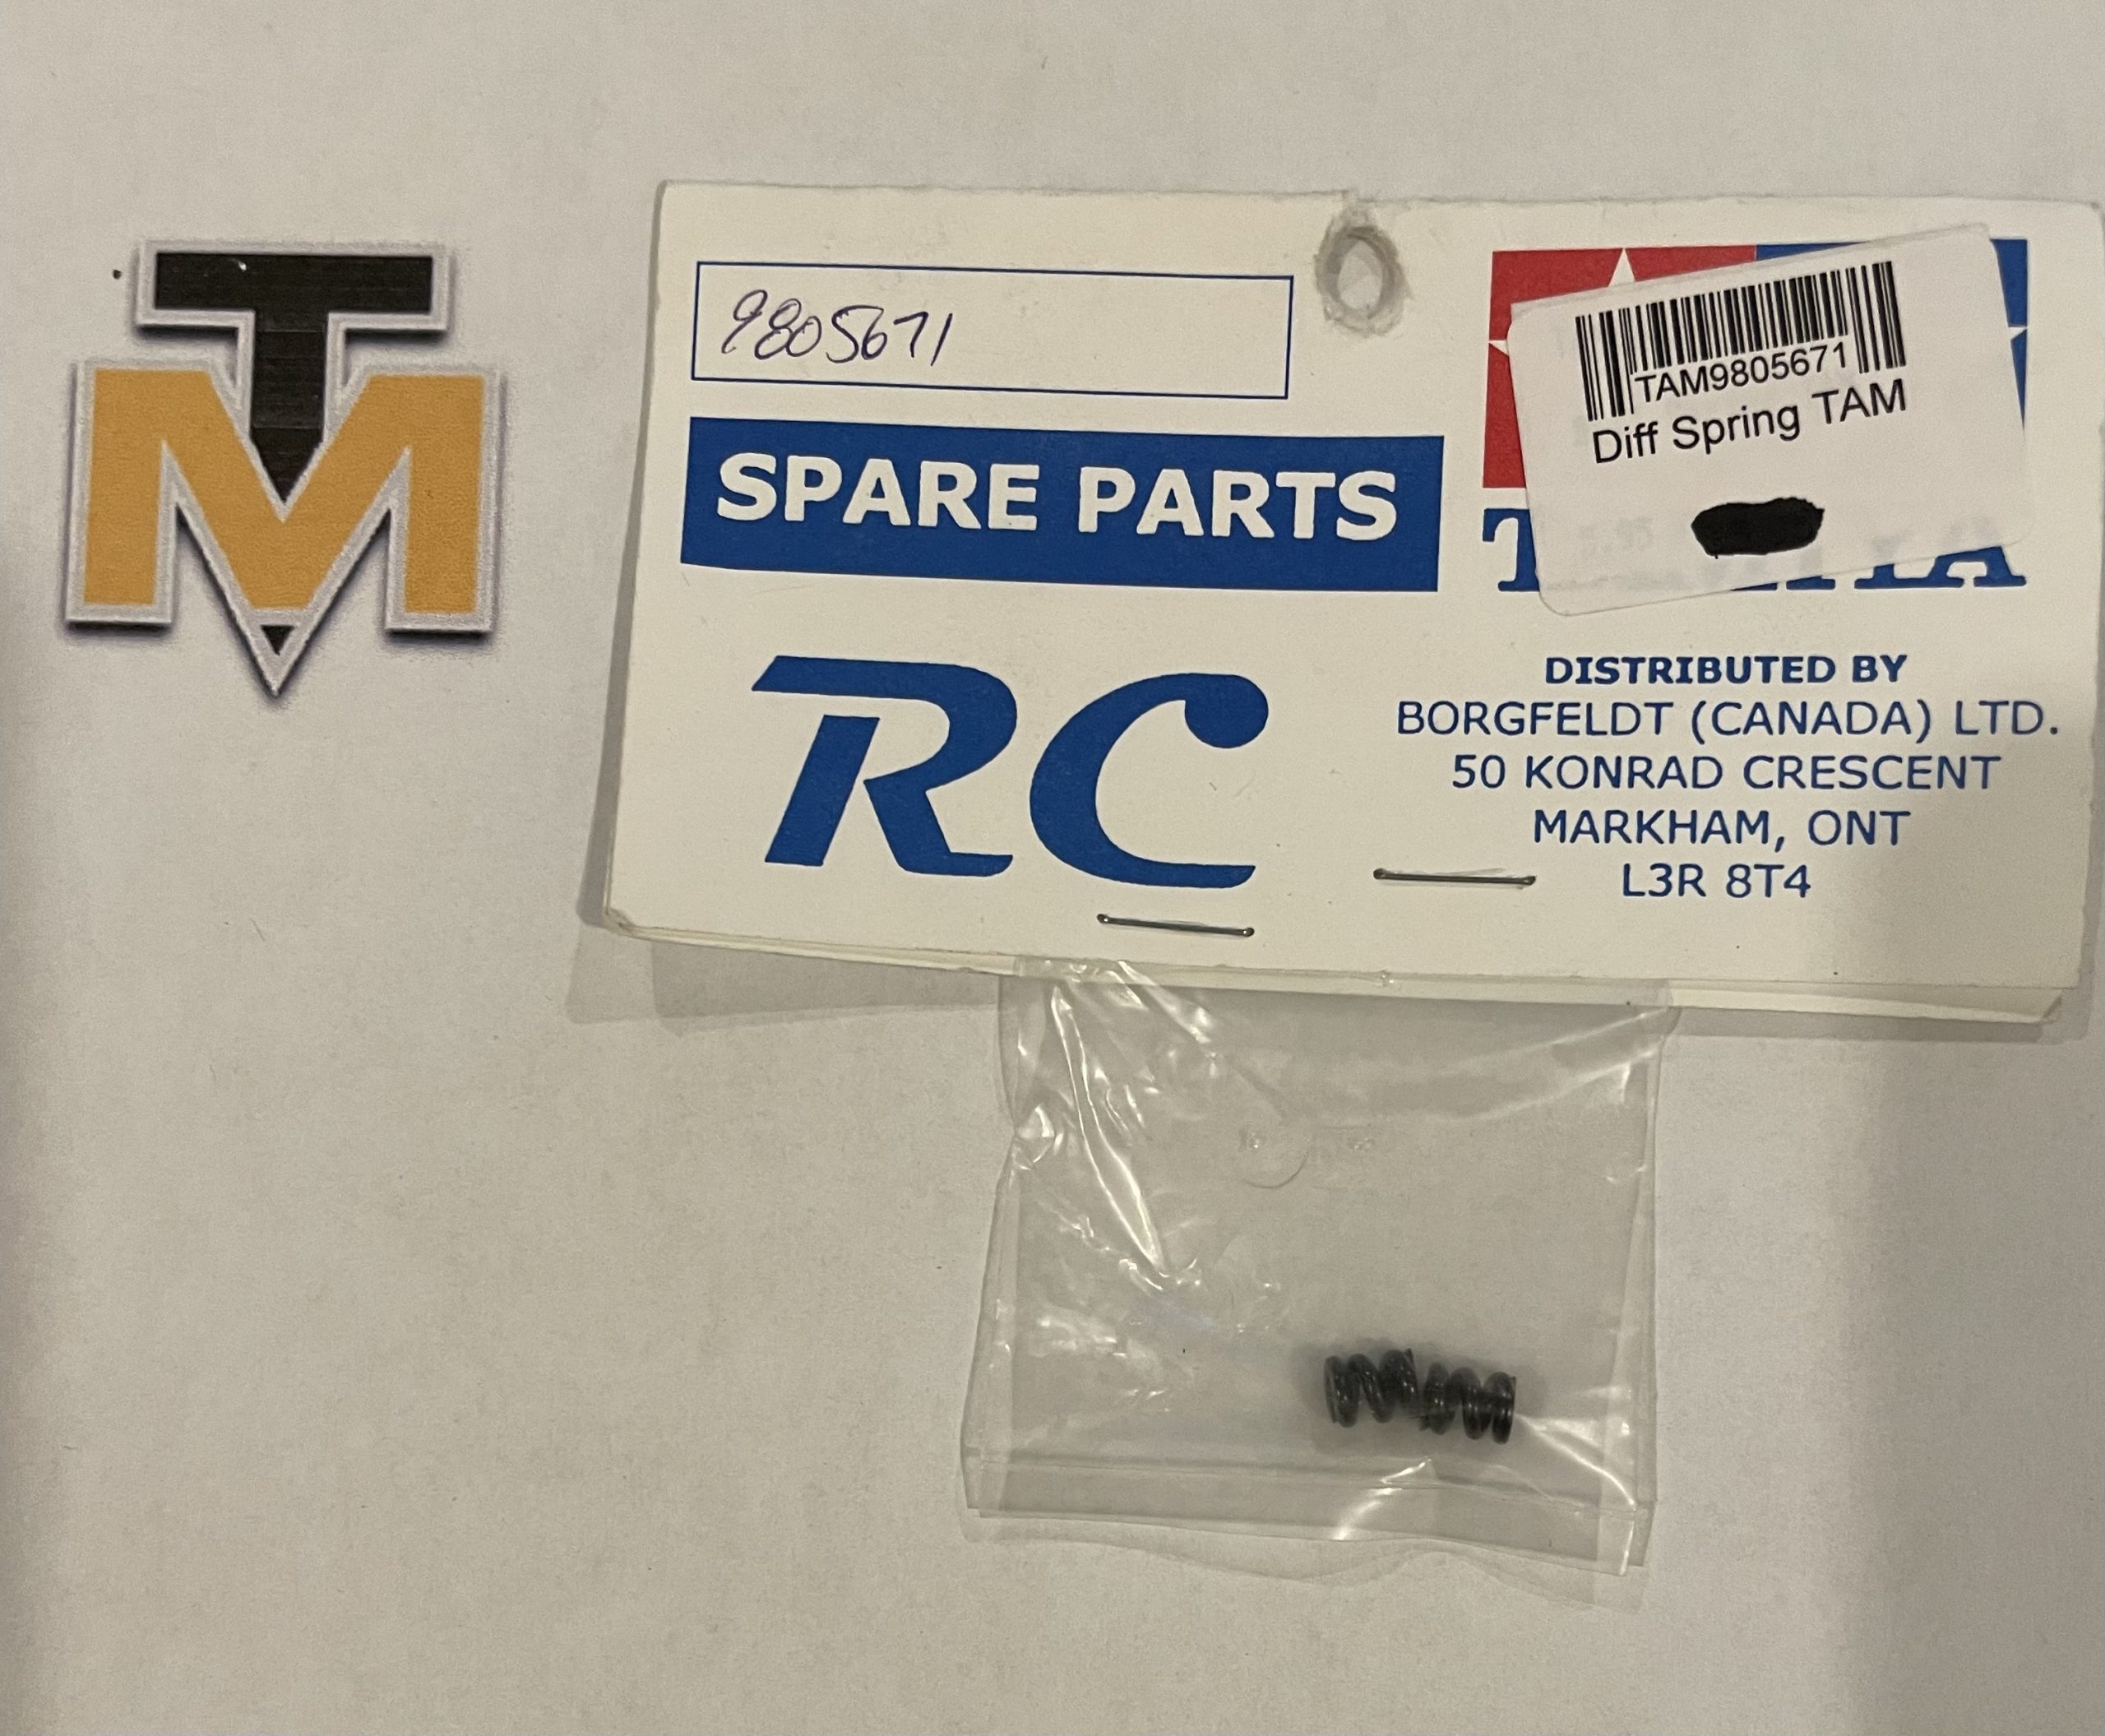 TM
9805671
SPARE PARTS
RC
TAM9805671
Diff Spring TAM
DISTRIBUTED BY
BORGFELDT (CANADA) LTD.
50 KONRAD CRESCENT
MARKHAM, ONT
L3R 8T4